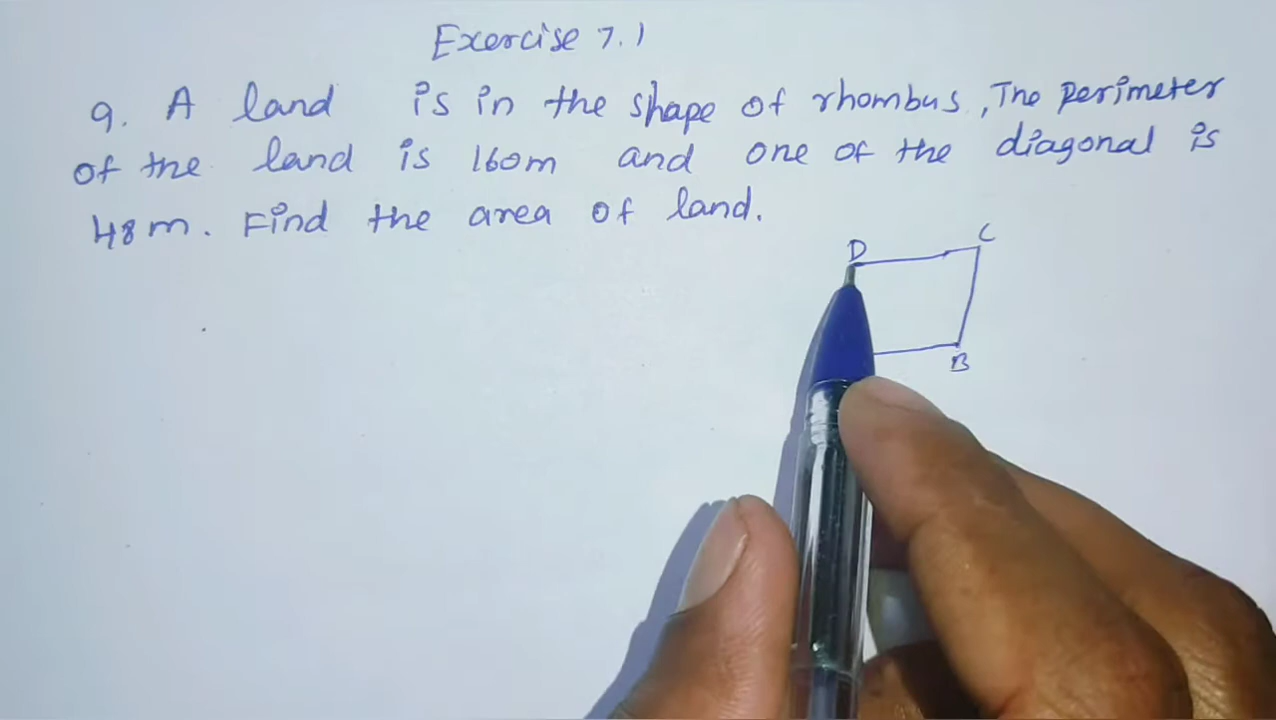 Exercise 7.1
9. A land is in the shape of rhombus, The perimeter
of the land is 160m and one of the diagonal is
48m. Find the area of land.
D C
B